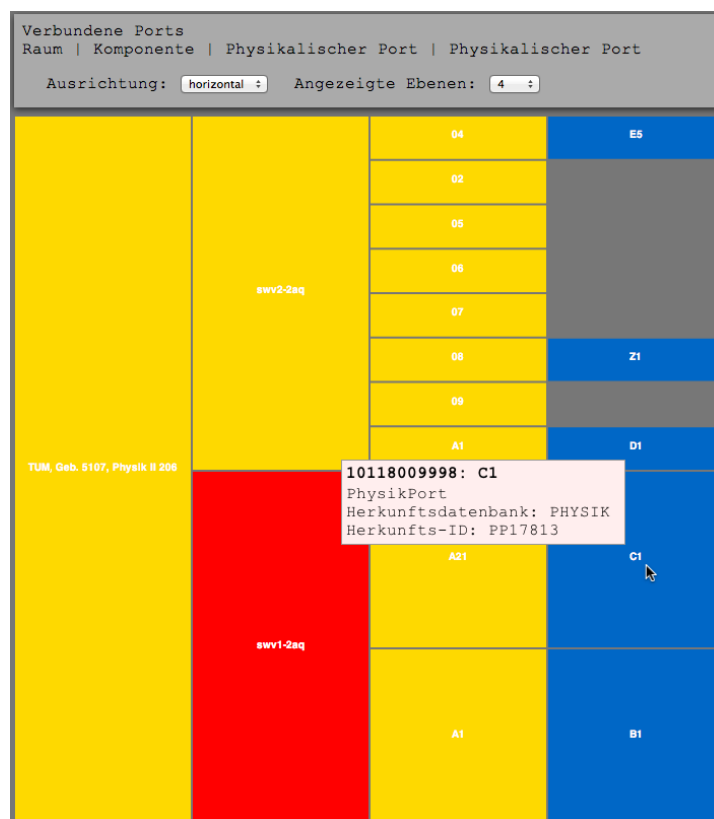 Verbundene Ports
Raum | Komponente | Physikalischer Port | Physikalischer Port
Ausrichtung: horizontal Angezeigte Ebenen: 4
04 E5
02
05
06
swv2-2aq
07
08 Z1
09
A1 D1
TUM, Geb. 5107, Physik II 206
10118009998: C1
PhysikPort
Herkunftsdatenbank: PHYSIK
Herkunfts-ID: PP17813
A21 C1
swv1-2aq
A1 B1